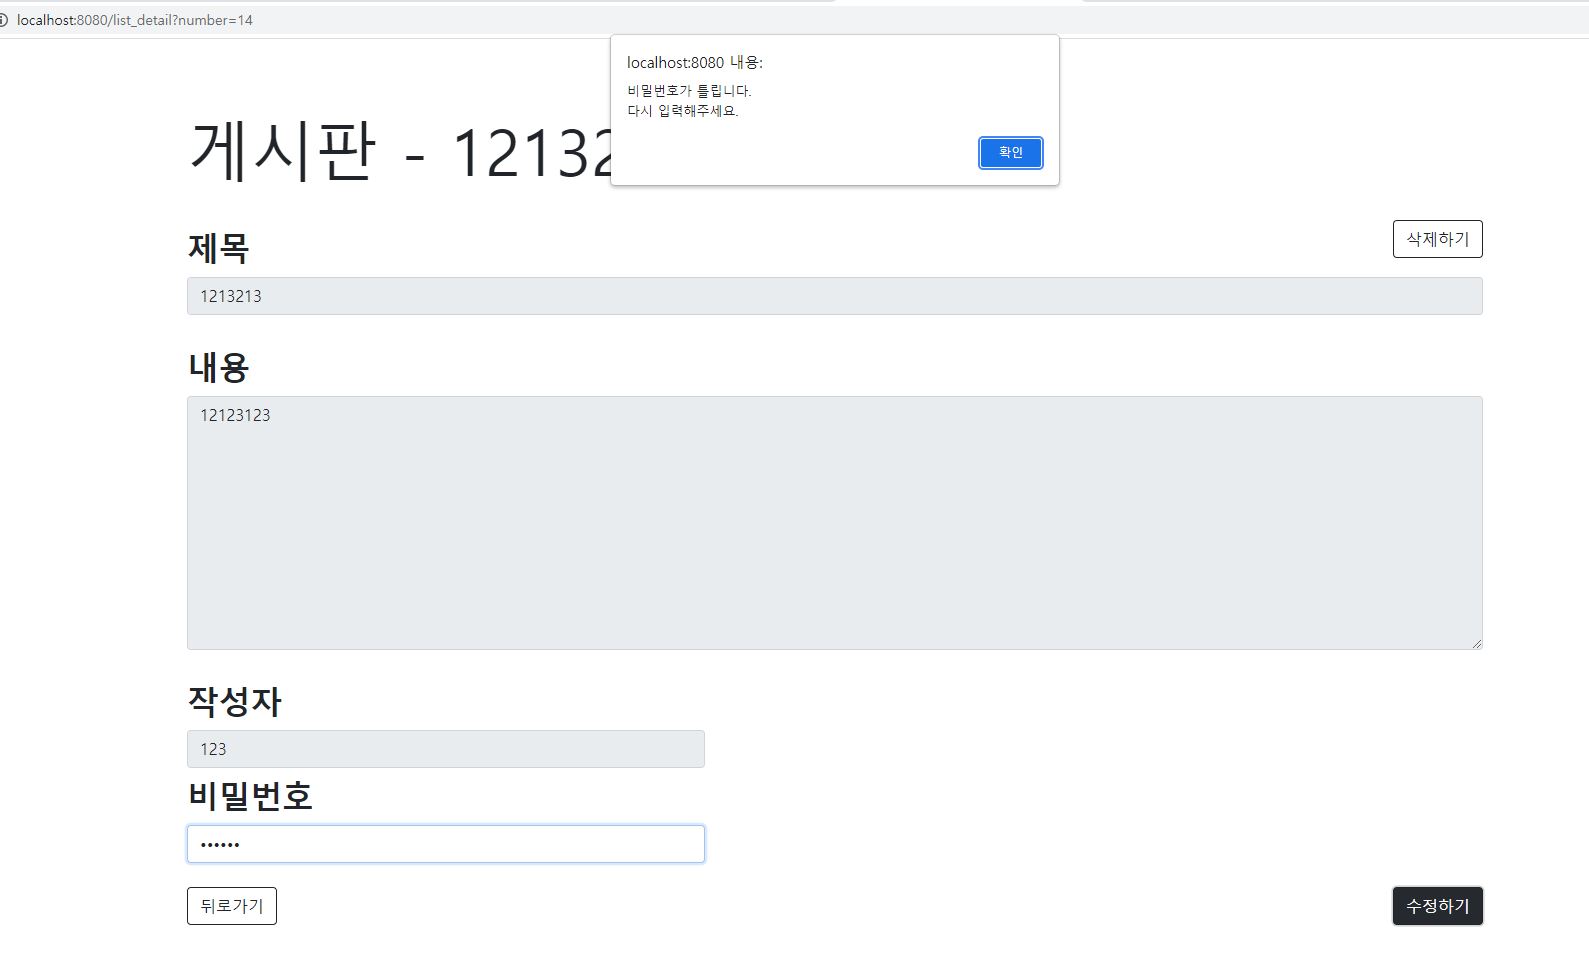 localhost:8080/list_detail?number=14
localhost:8080 내용:
비밀번호가 틀립니다.
다시 입력해주세요.
확인
게시판 - 12132
삭제하기
제목
1213213
내용
12123123
작성자
123
비밀번호
••••••
뒤로가기
수정하기